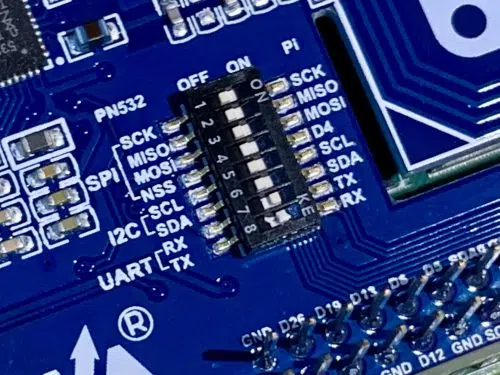 OFF ON Pi
PN532
ON
SCK 1 SCK
MISO 2 MISO
MOSI 3 MOSI
NSS 4 D4
SCL 5 SCL
SDA 6 SDA
RX 7 TX
TX 8 RX
SPI
I2C
UART
KE
®
GND D26 D19 D13 D6 D5
D12 GND